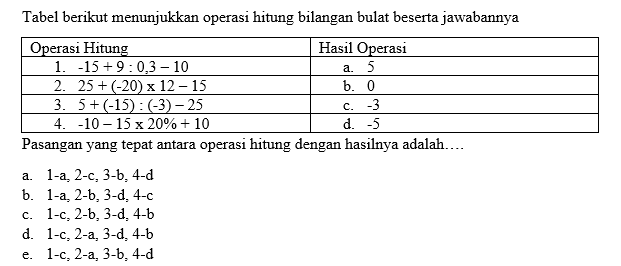 Tabel berikut menunjukkan operasi hitung bilangan bulat beserta jawabannya
Operasi Hitung Hasil Operasi
1. -15 + 9 : 0,3 – 10 a. 5
2. 25 + (-20) x 12 – 15 b. 0
3. 5 + (-15) : (-3) – 25 c. -3
4. -10 – 15 x 20% + 10 d. -5
Pasangan yang tepat antara operasi hitung dengan hasilnya adalah….
a. 1-a, 2-c, 3-b, 4-d
b. 1-a, 2-b, 3-d, 4-c
c. 1-c, 2-b, 3-d, 4-b
d. 1-c, 2-a, 3-d, 4-b
e. 1-c, 2-a, 3-b, 4-d